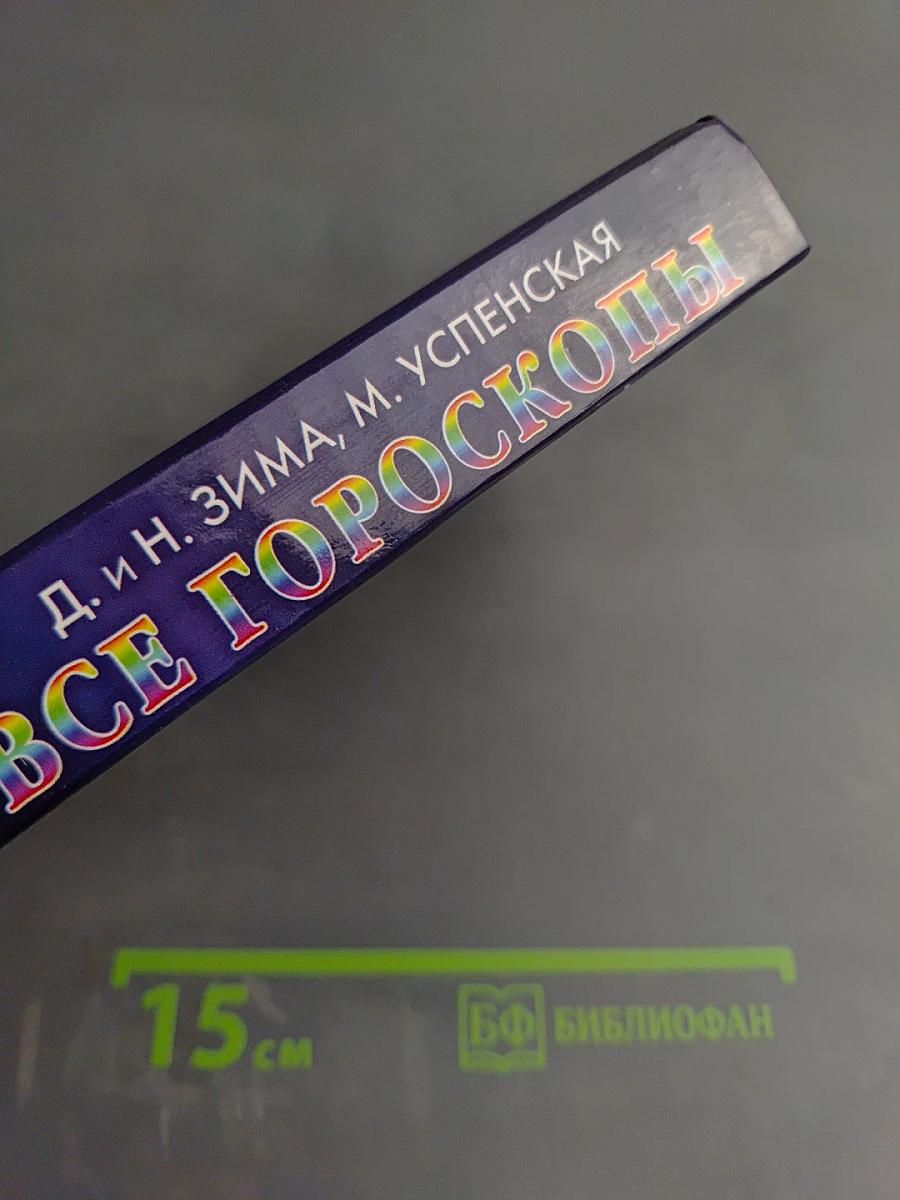 Д. и Н. ЗИМА, М. УСПЕНСКАЯ
ВСЕ ГОРОСКОПЫ
15 см
БФ БИБЛИОФАН